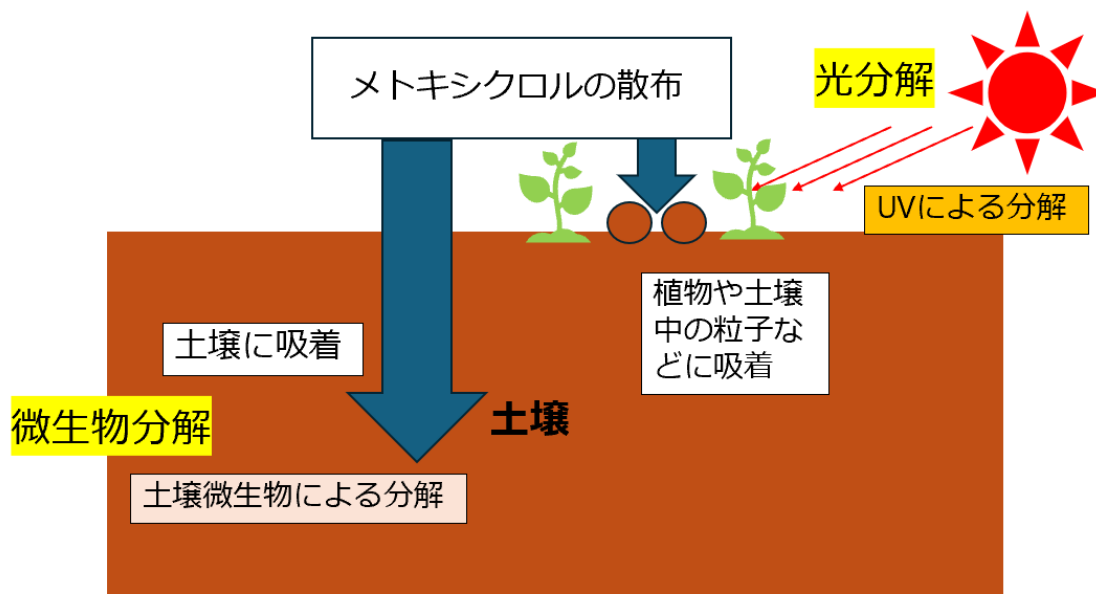 メトキシクロルの散布
光分解
UVによる分解
植物や土壌
中の粒子な
どに吸着
土壌に吸着
微生物分解
土壌
土壌微生物による分解